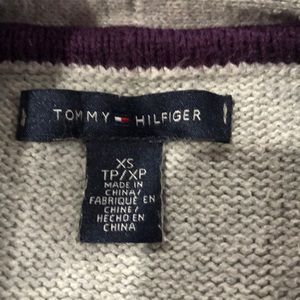 TOMMY HILFIGER
XS
TP/XP
MADE IN
CHINA/
FABRIQUÉ EN
CHINE/
HECHO EN
CHINA